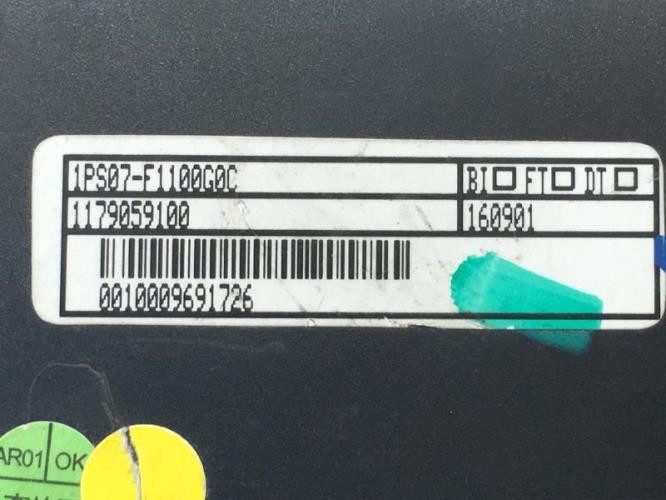 1PS07-F1100G0C
BI□ FT□ DT□
1179059100
160901
0010009691726
AR01 OK